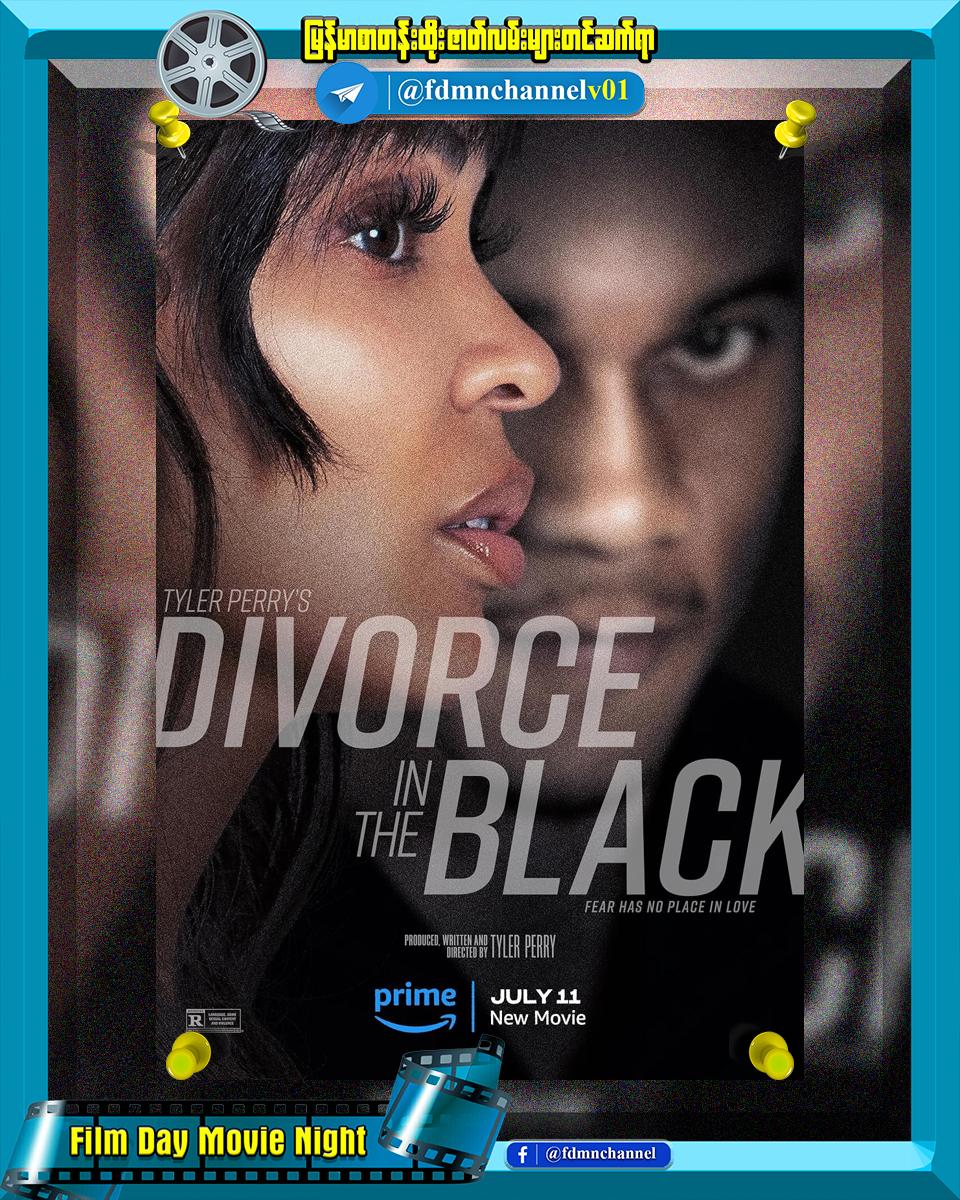 မြန်မာစာတန်းထိုးဇာတ်လမ်းများတင်ဆက်ရာ
@fdmnchannelv01
TYLER PERRY'S
DIVORCE
IN
THE BLACK
FEAR HAS NO PLACE IN LOVE
PRODUCED, WRITTEN AND
DIRECTED BY TYLER PERRY
prime
JULY 11
New Movie
R
Film Day Movie Night
f @fdmnchannel